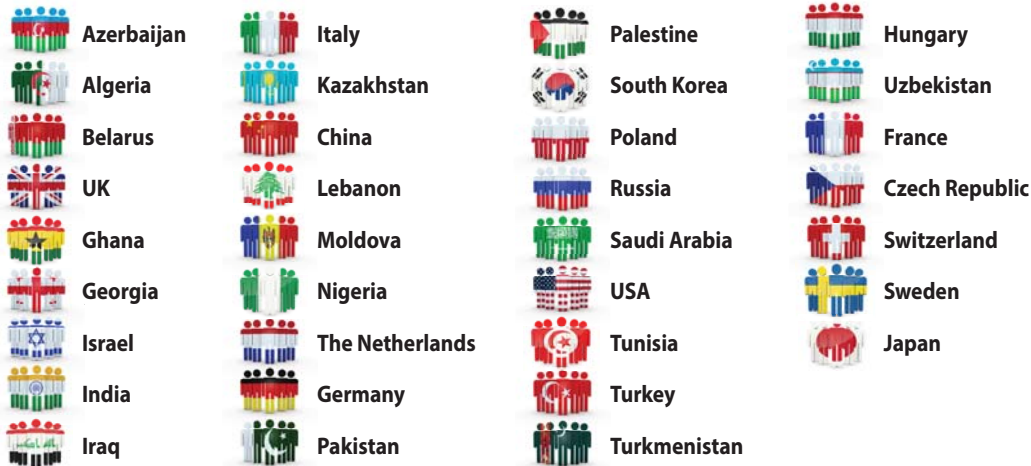 Azerbaijan
Algeria
Belarus
UK
Ghana
Georgia
Israel
India
Iraq
Italy
Kazakhstan
China
Lebanon
Moldova
Nigeria
The Netherlands
Germany
Pakistan
Palestine
South Korea
Poland
Russia
Saudi Arabia
USA
Tunisia
Turkey
Turkmenistan
Hungary
Uzbekistan
France
Czech Republic
Switzerland
Sweden
Japan